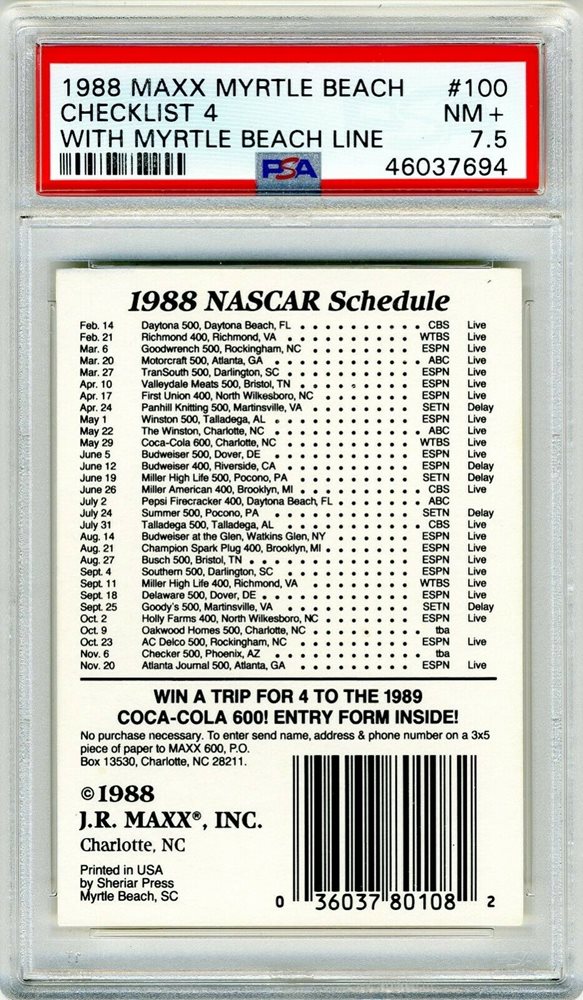 1988 MAXX MYRTLE BEACH #100
CHECKLIST 4 NM+
WITH MYRTLE BEACH LINE 7.5
PSA 46037694
1988 NASCAR Schedule
Feb. 14 Daytona 500, Daytona Beach, FL . . . . . . . . . . CBS Live
Feb. 21 Richmond 400, Richmond, VA . . . . . . . . . . WTBS Live
Mar. 6 Goodwrench 500, Rockingham, NC . . . . . . . . . ESPN Live
Mar. 20 Motorcraft 500, Atlanta, GA . . . . . . . . . . . ABC Live
Mar. 27 TranSouth 500, Darlington, SC . . . . . . . . . . ESPN Live
Apr. 10 Valleydale Meats 500, Bristol, TN . . . . . . . . . ESPN Live
Apr. 17 First Union 400, North Wilkesboro, NC . . . . . . . . ESPN Live
Apr. 24 Panhill Knitting 500, Martinsville, VA . . . . . . . . SETN Delay
May 1 Winston 500, Talladega, AL . . . . . . . . . . . ESPN Live
May 22 The Winston, Charlotte, NC . . . . . . . . . . . ABC Live
May 29 Coca-Cola 600, Charlotte, NC . . . . . . . . . . WTBS Live
June 5 Budweiser 500, Dover, DE . . . . . . . . . . . ESPN Live
June 12 Budweiser 400, Riverside, CA . . . . . . . . . . ESPN Delay
June 19 Miller High Life 500, Pocono, PA . . . . . . . . . SETN Delay
June 26 Miller American 400, Brooklyn, MI . . . . . . . . . CBS Live
July 2 Pepsi Firecracker 400, Daytona Beach, FL . . . . . . . ABC
July 24 Summer 500, Pocono, PA . . . . . . . . . . . SETN Delay
July 31 Talladega 500, Talladega, AL . . . . . . . . . . . CBS Live
Aug. 14 Budweiser at the Glen, Watkins Glen, NY . . . . . . . ESPN Live
Aug. 21 Champion Spark Plug 400, Brooklyn, MI . . . . . . . . ESPN Live
Aug. 27 Busch 500, Bristol, TN . . . . . . . . . . . . ESPN Live
Sept. 4 Southern 500, Darlington, SC . . . . . . . . . . ESPN Live
Sept. 11 Miller High Life 400, Richmond, VA . . . . . . . . WTBS Live
Sept. 18 Delaware 500, Dover, DE . . . . . . . . . . . ESPN Live
Sept. 25 Goody's 500, Martinsville, VA . . . . . . . . . . SETN Delay
Oct. 2 Holly Farms 400, North Wilkesboro, NC . . . . . . . . ESPN Live
Oct. 9 Oakwood Homes 500, Charlotte, NC . . . . . . . . . tba
Oct. 23 AC Delco 500, Rockingham, NC . . . . . . . . . . ESPN Live
Nov. 6 Checker 500, Phoenix, AZ . . . . . . . . . . . tba
Nov. 20 Atlanta Journal 500, Atlanta, GA . . . . . . . . . ESPN Live
WIN A TRIP FOR 4 TO THE 1989
COCA-COLA 600! ENTRY FORM INSIDE!
No purchase necessary. To enter send name, address & phone number on a 3x5
piece of paper to MAXX 600, P.O.
Box 13530, Charlotte, NC 28211.
©1988
J.R. MAXX®, INC.
Charlotte, NC
Printed in USA
by Sheriar Press
Myrtle Beach, SC
0 36037 80108 2